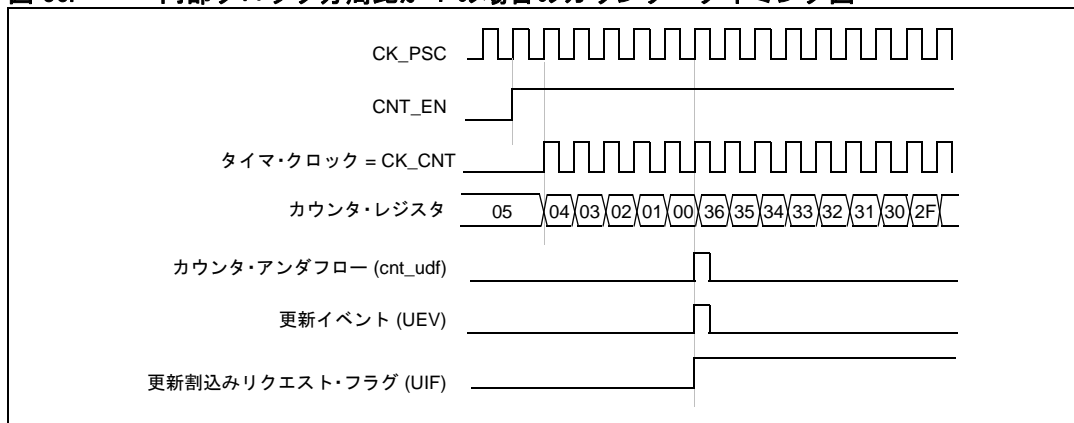 CK_PSC
CNT_EN
タイマ・クロック = CK_CNT
カウンタ・レジスタ 05 04 03 02 01 00 36 35 34 33 32 31 30 2F
カウンタ・アンダフロー (cnt_udf)
更新イベント (UEV)
更新割込みリクエスト・フラグ (UIF)